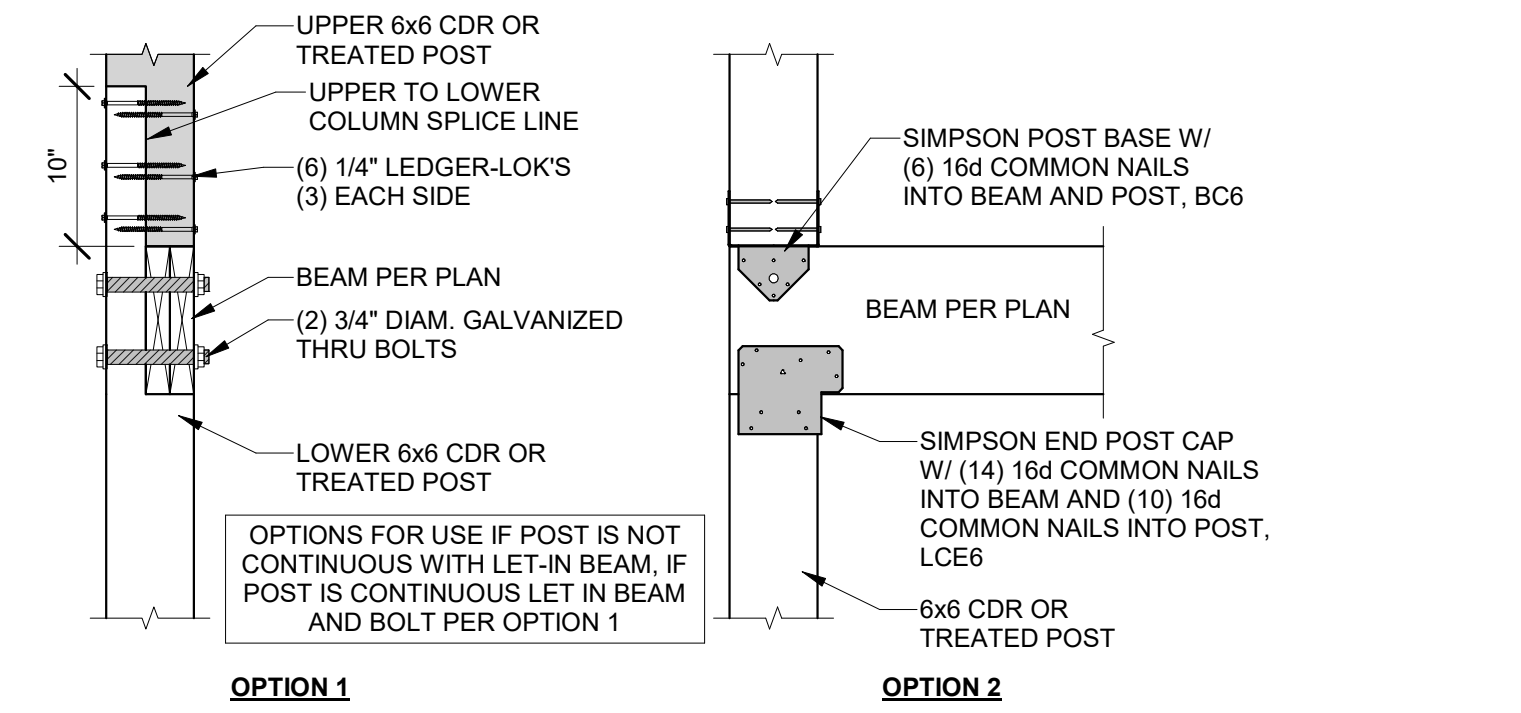 UPPER 6x6 CDR OR
TREATED POST
UPPER TO LOWER
COLUMN SPLICE LINE
10"
(6) 1/4" LEDGER-LOK'S
(3) EACH SIDE
BEAM PER PLAN
(2) 3/4" DIAM. GALVANIZED
THRU BOLTS
LOWER 6x6 CDR OR
TREATED POST
OPTIONS FOR USE IF POST IS NOT
CONTINUOUS WITH LET-IN BEAM, IF
POST IS CONTINUOUS LET IN BEAM
AND BOLT PER OPTION 1
OPTION 1
SIMPSON POST BASE W/
(6) 16d COMMON NAILS
INTO BEAM AND POST, BC6
BEAM PER PLAN
SIMPSON END POST CAP
W/ (14) 16d COMMON NAILS
INTO BEAM AND (10) 16d
COMMON NAILS INTO POST,
LCE6
6x6 CDR OR
TREATED POST
OPTION 2